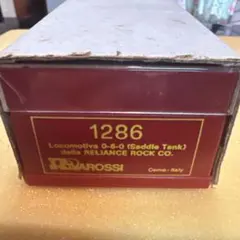 1286
Locomotiva 0-6-0 (Saddle Tank)
della RELIANCE ROCK CO.
RIVAROSSI
Como-Italy